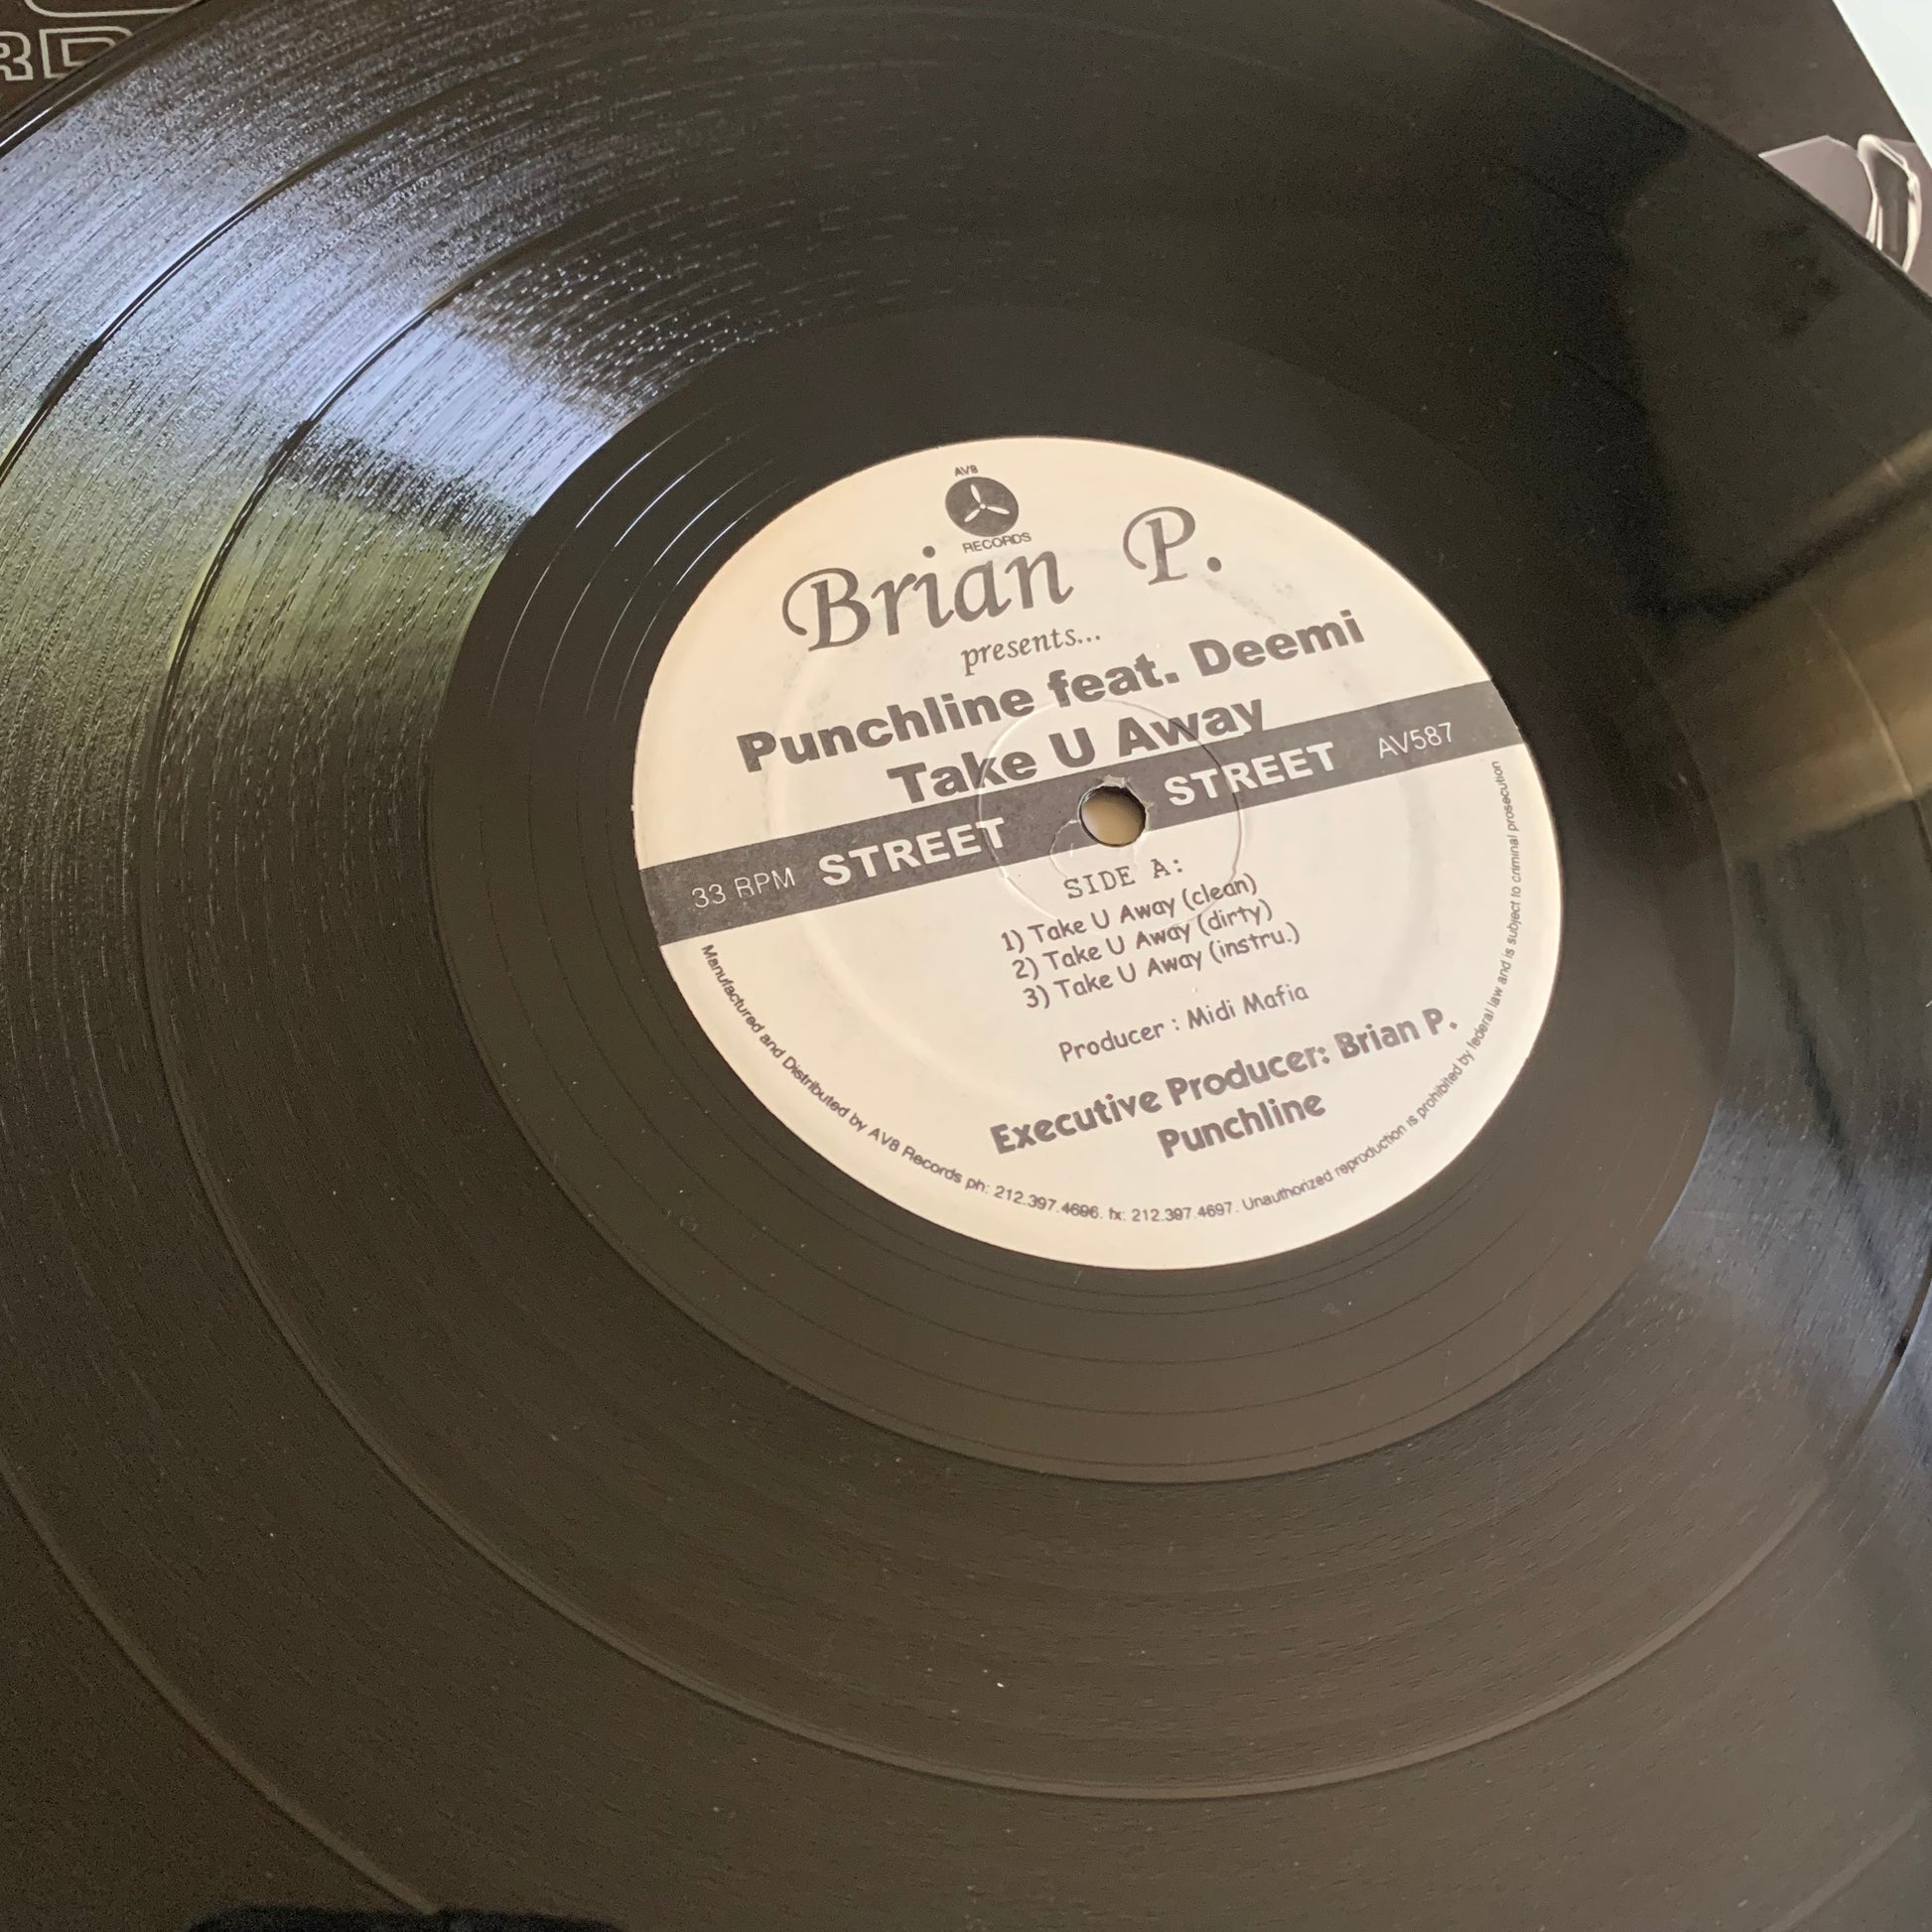 AV8
RECORDS
Brian P.
presents...
Punchline feat. Deemi
Take U Away
33 RPM STREET STREET AV587
SIDE A:
1) Take U Away (clean)
2) Take U Away (dirty)
3) Take U Away (instru.)
Producer : Midi Mafia
Executive Producer: Brian P.
Punchline
Manufactured and Distributed by AV8 Records ph: 212.397.4696. fx: 212.397.4697. Unauthorized reproduction is prohibited by federal law and is subject to criminal prosecution